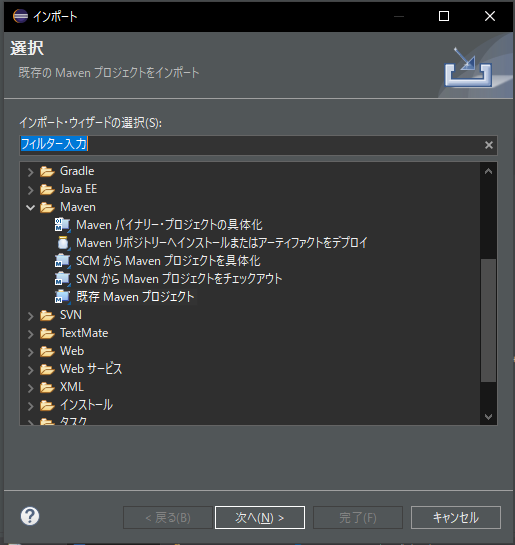 インポート
選択
既存の Maven プロジェクトをインポート
インポート・ウィザードの選択(S):
フィルター入力
Gradle
Java EE
Maven
Maven バイナリー・プロジェクトの具体化
Maven リポジトリーへインストールまたはアーティファクトをデプロイ
SCM から Maven プロジェクトを具体化
SVN から Maven プロジェクトをチェックアウト
既存 Maven プロジェクト
SVN
TextMate
Web
Web サービス
XML
インストール
タスク
< 戻る(B)
次へ(N) >
完了(F)
キャンセル